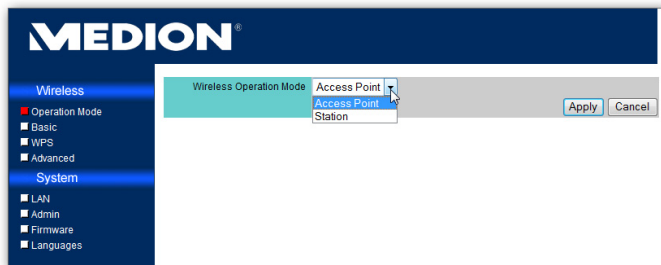 MEDION®
Wireless
Operation Mode
Basic
WPS
Advanced
System
LAN
Admin
Firmware
Languages
Wireless Operation Mode Access Point
Access Point
Station
Apply Cancel